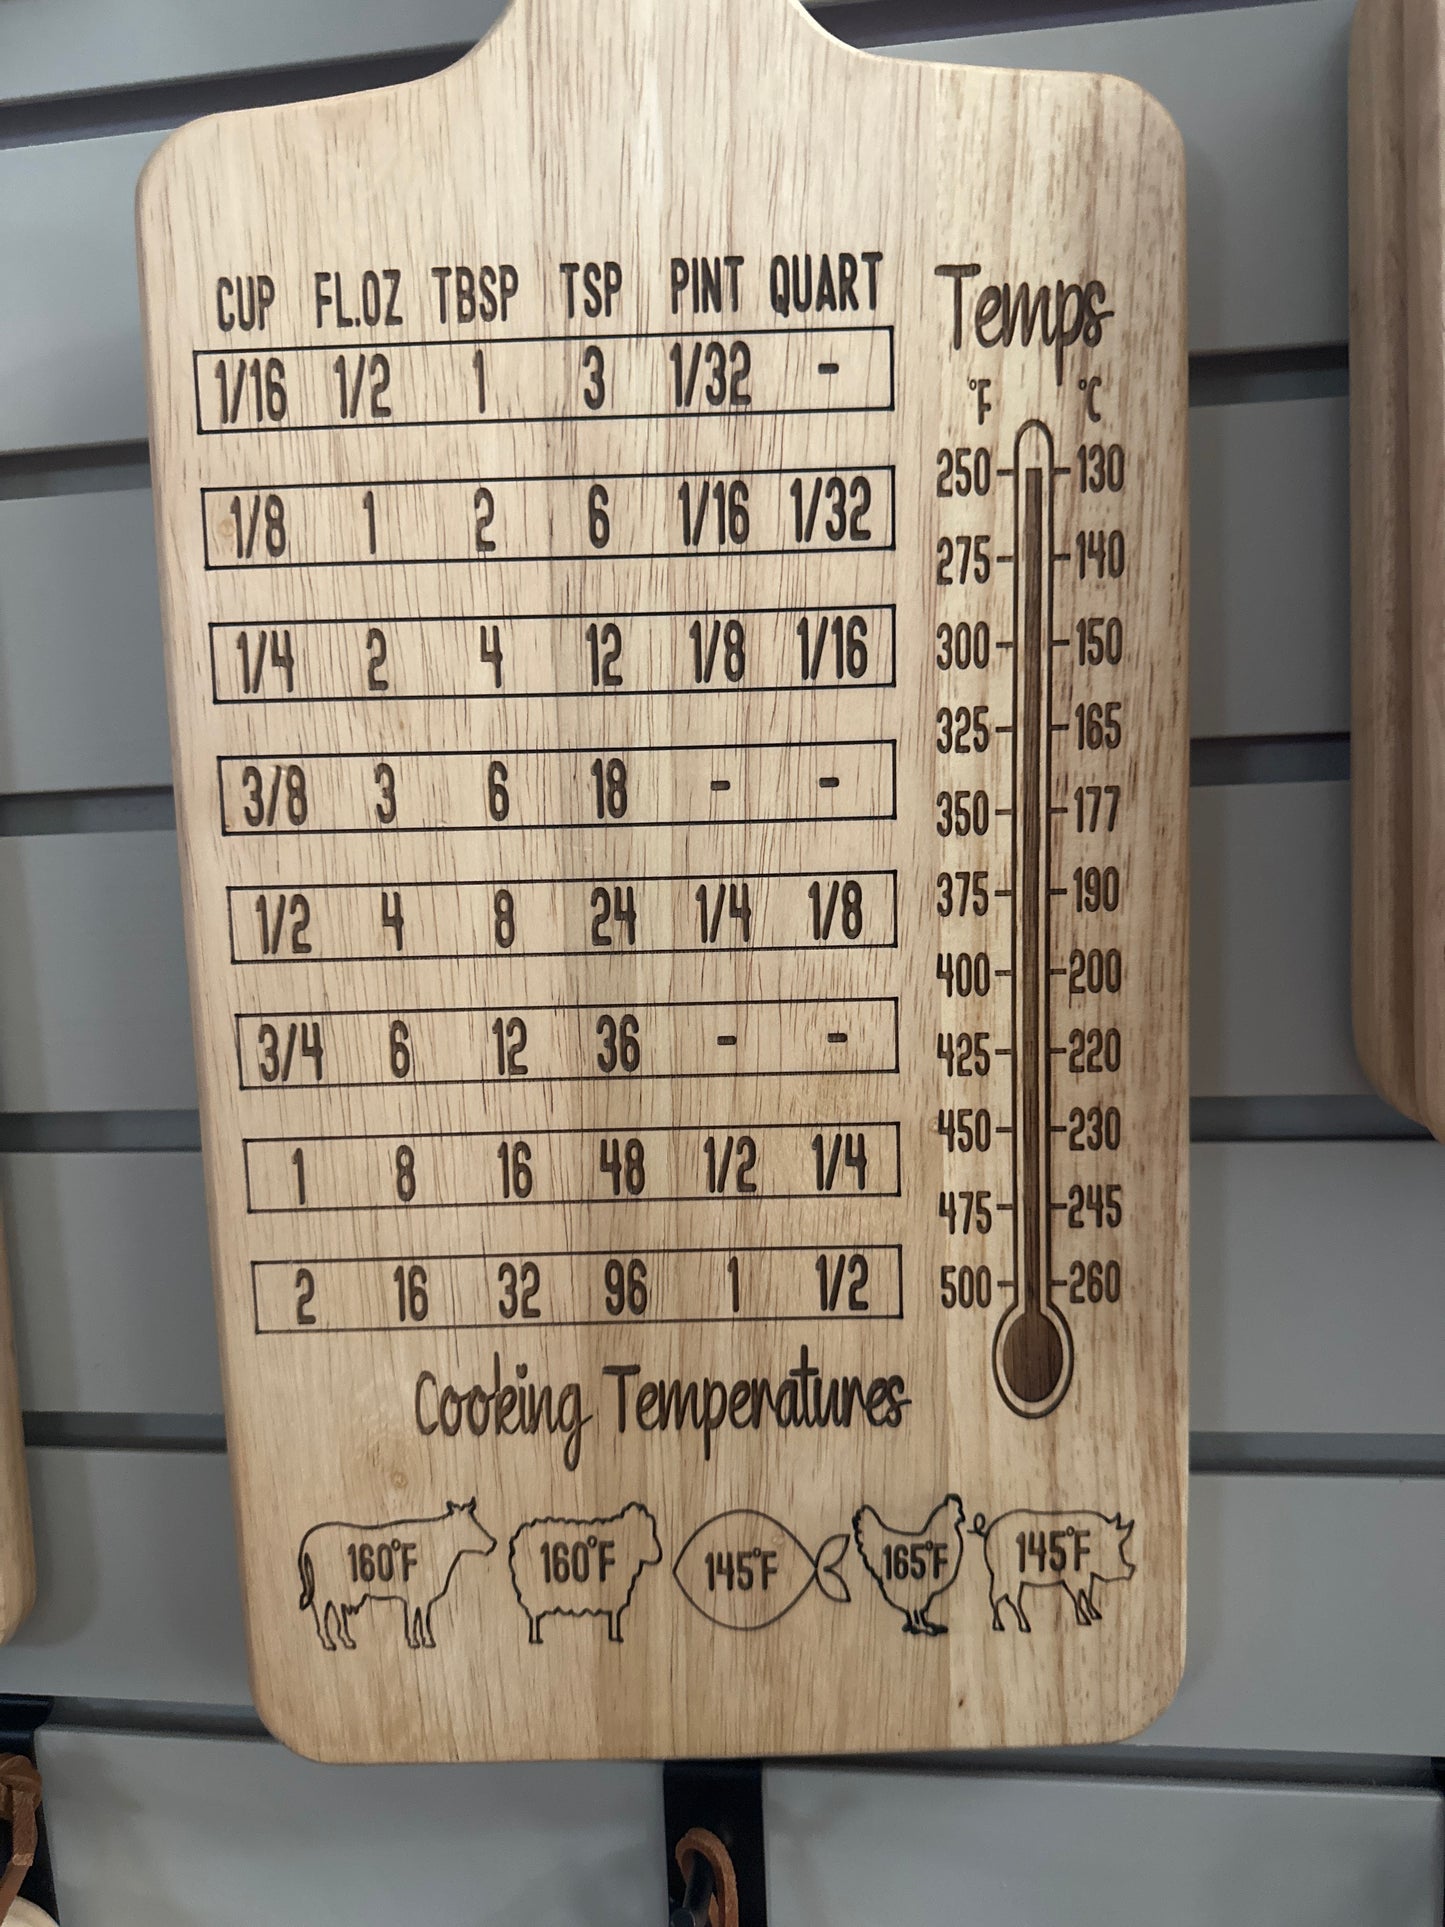 CUP FL.OZ TBSP TSP PINT QUART
1/16 1/2 1 3 1/32 -
1/8 1 2 6 1/16 1/32
1/4 2 4 12 1/8 1/16
3/8 3 6 18 - -
1/2 4 8 24 1/4 1/8
3/4 6 12 36 - -
1 8 16 48 1/2 1/4
2 16 32 96 1 1/2
Temps
°F °C
250 130
275 140
300 150
325 165
350 177
375 190
400 200
425 220
450 230
475 245
500 260
Cooking Temperatures
160°F 160°F 145°F 165°F 145°F